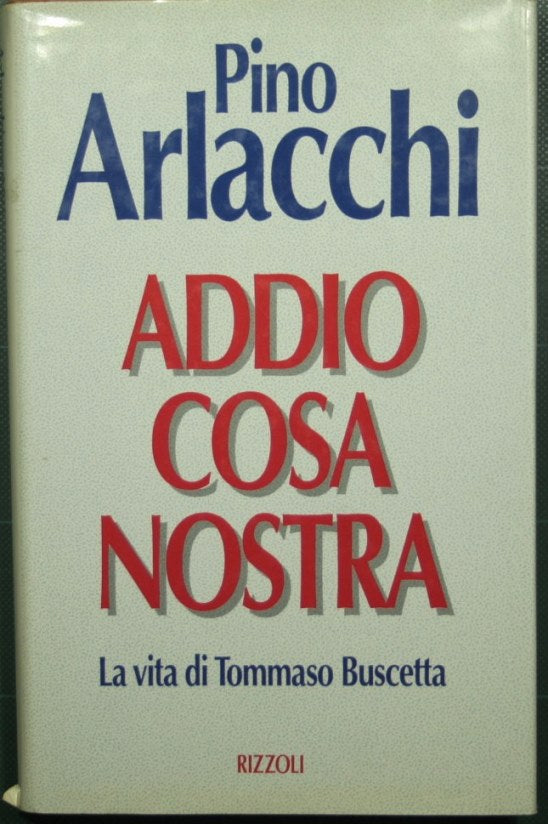 Pino
Arlacchi
ADDIO
COSA
NOSTRA
La vita di Tommaso Buscetta
RIZZOLI